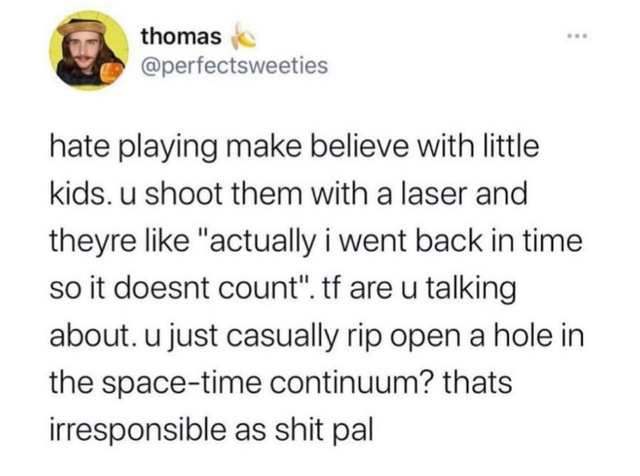 thomas
@perfectsweeties
hate playing make believe with little
kids. u shoot them with a laser and
theyre like "actually i went back in time
so it doesnt count". tf are u talking
about. u just casually rip open a hole in
the space-time continuum? thats
irresponsible as shit pal